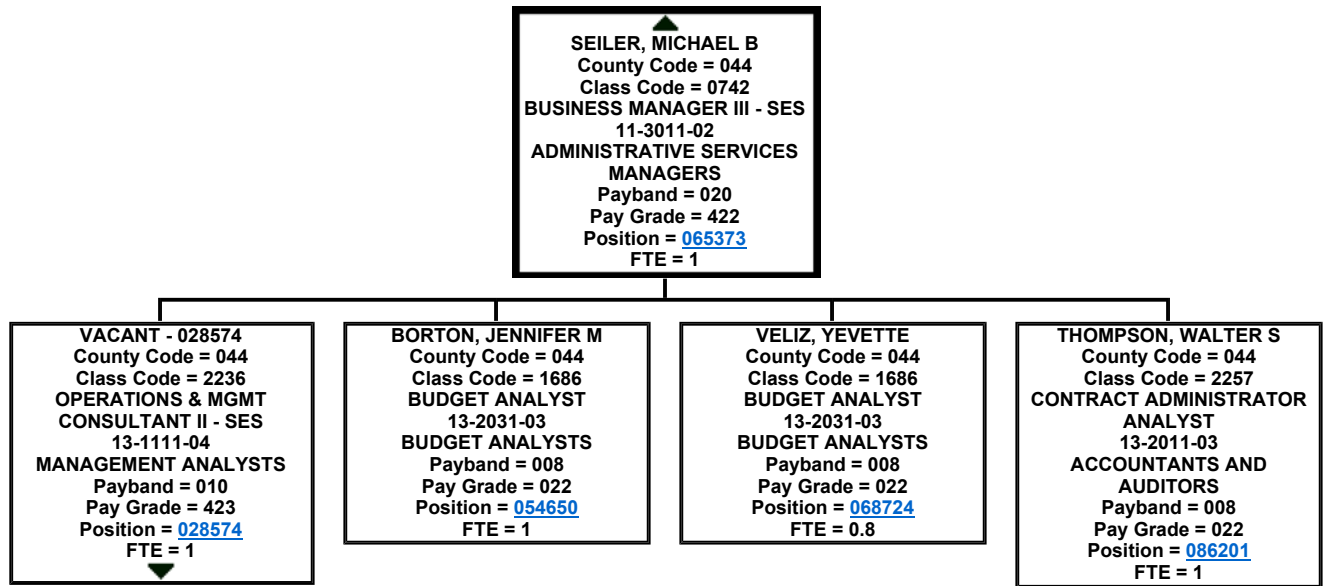 SEILER, MICHAEL B
County Code = 044
Class Code = 0742
BUSINESS MANAGER III - SES
11-3011-02
ADMINISTRATIVE SERVICES
MANAGERS
Payband = 020
Pay Grade = 422
Position = 065373
FTE = 1
VACANT - 028574
County Code = 044
Class Code = 2236
OPERATIONS & MGMT
CONSULTANT II - SES
13-1111-04
MANAGEMENT ANALYSTS
Payband = 010
Pay Grade = 423
Position = 028574
FTE = 1
BORTON, JENNIFER M
County Code = 044
Class Code = 1686
BUDGET ANALYST
13-2031-03
BUDGET ANALYSTS
Payband = 008
Pay Grade = 022
Position = 054650
FTE = 1
VELIZ, YEVETTE
County Code = 044
Class Code = 1686
BUDGET ANALYST
13-2031-03
BUDGET ANALYSTS
Payband = 008
Pay Grade = 022
Position = 068724
FTE = 0.8
THOMPSON, WALTER S
County Code = 044
Class Code = 2257
CONTRACT ADMINISTRATOR
ANALYST
13-2011-03
ACCOUNTANTS AND
AUDITORS
Payband = 008
Pay Grade = 022
Position = 086201
FTE = 1